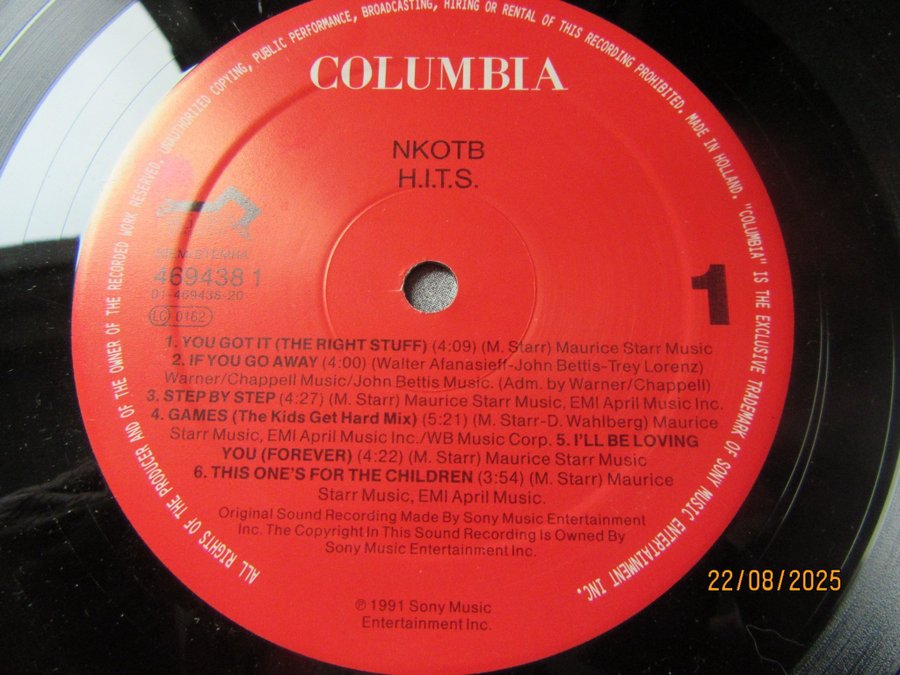 ALL RIGHTS OF THE PRODUCER AND OF THE OWNER OF THE RECORDED WORK RESERVED. UNAUTHORIZED COPYING, PUBLIC PERFORMANCE, BROADCASTING, HIRING OR RENTAL OF THIS RECORDING PROHIBITED. MADE IN HOLLAND. "COLUMBIA" IS THE EXCLUSIVE TRADEMARK OF SONY MUSIC ENTERTAINMENT INC.
COLUMBIA
NKOTB
H.I.T.S.
469438 1
01-469438-20
LC 0162
1
1. YOU GOT IT (THE RIGHT STUFF) (4:09) (M. Starr) Maurice Starr Music
2. IF YOU GO AWAY (4:00) (Walter Afanasieff-John Bettis-Trey Lorenz)
Warner/Chappell Music/John Bettis Music. (Adm. by Warner/Chappell)
3. STEP BY STEP (4:27) (M. Starr) Maurice Starr Music, EMI April Music Inc.
4. GAMES (The Kids Get Hard Mix) (5:21) (M. Starr-D. Wahlberg) Maurice
Starr Music, EMI April Music Inc./WB Music Corp. 5. I'LL BE LOVING
YOU (FOREVER) (4:22) (M. Starr) Maurice Starr Music
6. THIS ONE'S FOR THE CHILDREN (3:54) (M. Starr) Maurice
Starr Music, EMI April Music.
Original Sound Recording Made By Sony Music Entertainment
Inc. The Copyright In This Sound Recording is Owned By
Sony Music Entertainment Inc.
℗ 1991 Sony Music
Entertainment Inc.
22/08/2025